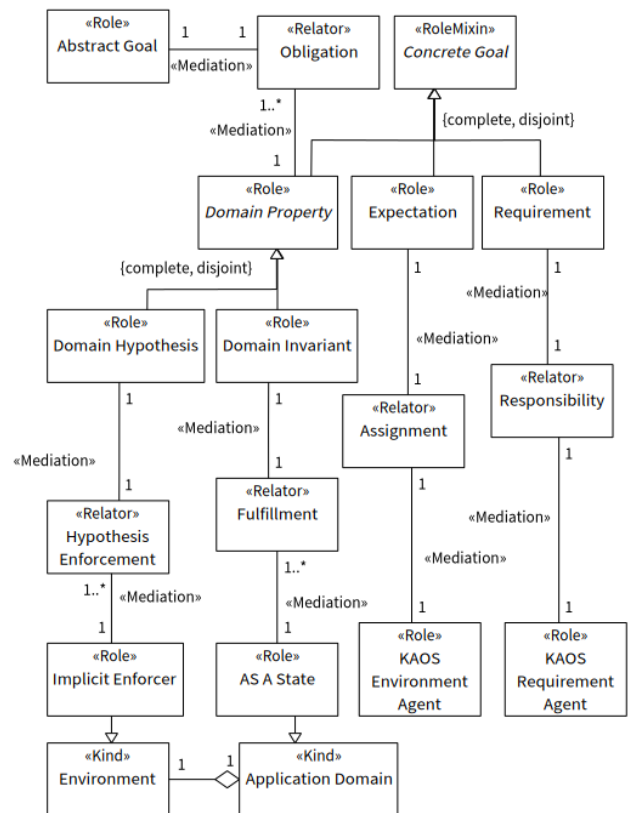 «Role»
Abstract Goal
1
1
«Mediation»
«Relator»
Obligation
«RoleMixin»
Concrete Goal
1..*
«Mediation»
1
{complete, disjoint}
«Role»
Domain Property
«Role»
Expectation
«Role»
Requirement
{complete, disjoint}
1
1
«Mediation»
«Role»
Domain Hypothesis
«Role»
Domain Invariant
«Mediation»
1
1
1
1
«Mediation»
1
«Relator»
Assignment
«Relator»
Responsibility
«Mediation»
1
1
1
1
«Relator»
Hypothesis
Enforcement
«Relator»
Fulfillment
«Mediation»
1..*
«Mediation»
1
1..*
«Mediation»
1
«Mediation»
1
1
«Role»
Implicit Enforcer
«Role»
AS A State
«Role»
KAOS
Environment
Agent
«Role»
KAOS
Requirement
Agent
«Kind»
Environment
1
1
«Kind»
Application Domain